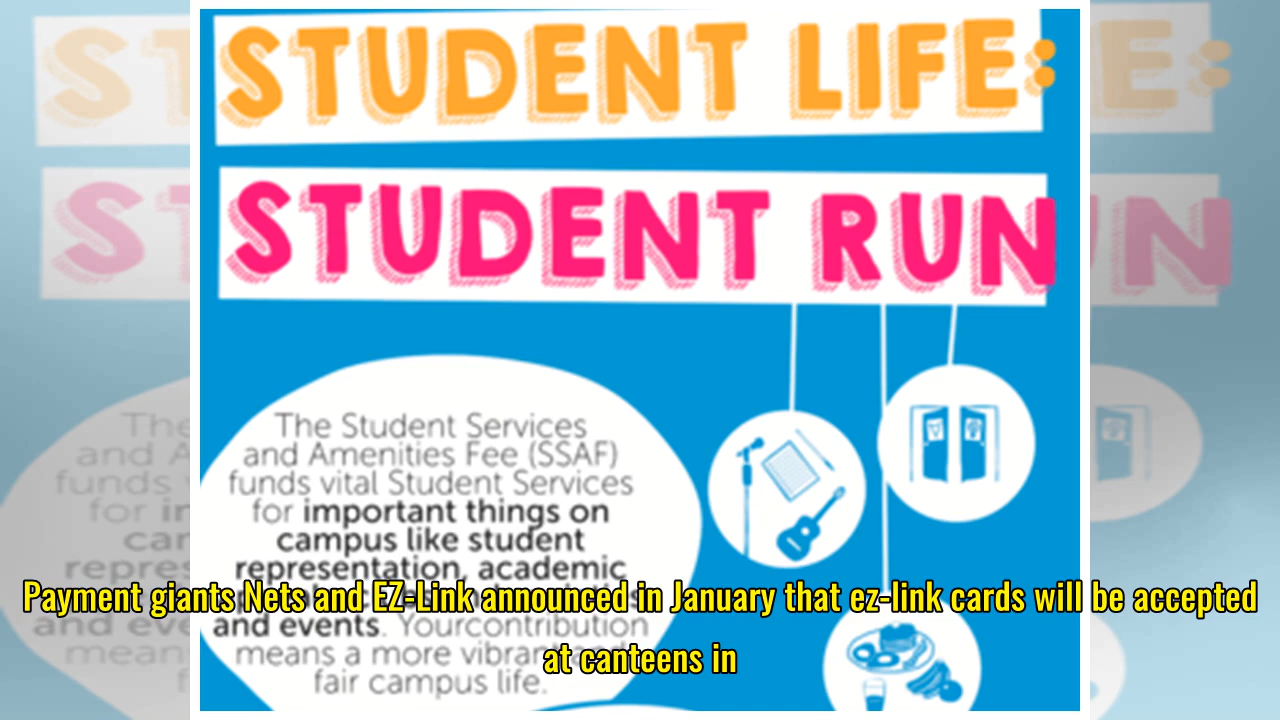 STUDENT LIFE:
STUDENT RUN
The Student Services
and Amenities Fee (SSAF)
funds vital Student Services
for important things on
campus like student
representation, academic
and events. Yourcontribution
means a more vibrant and
fair campus life.
Payment giants Nets and EZ-Link announced in January that ez-link cards will be accepted
at canteens in